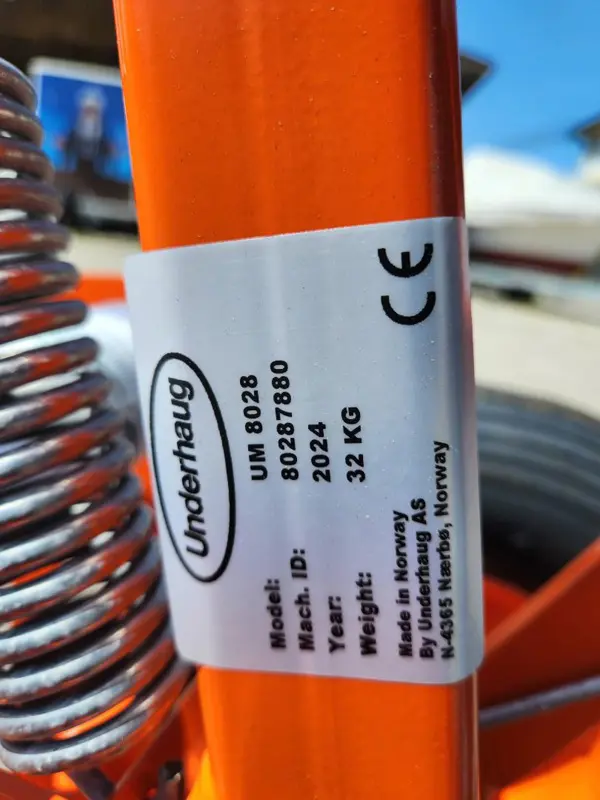 Underhaug
Model: UM 8028
Mach. ID: 80287880
Year: 2024
Weight: 32 KG
Made in Norway
By Underhaug AS
N-4365 Nærbø, Norway
CE